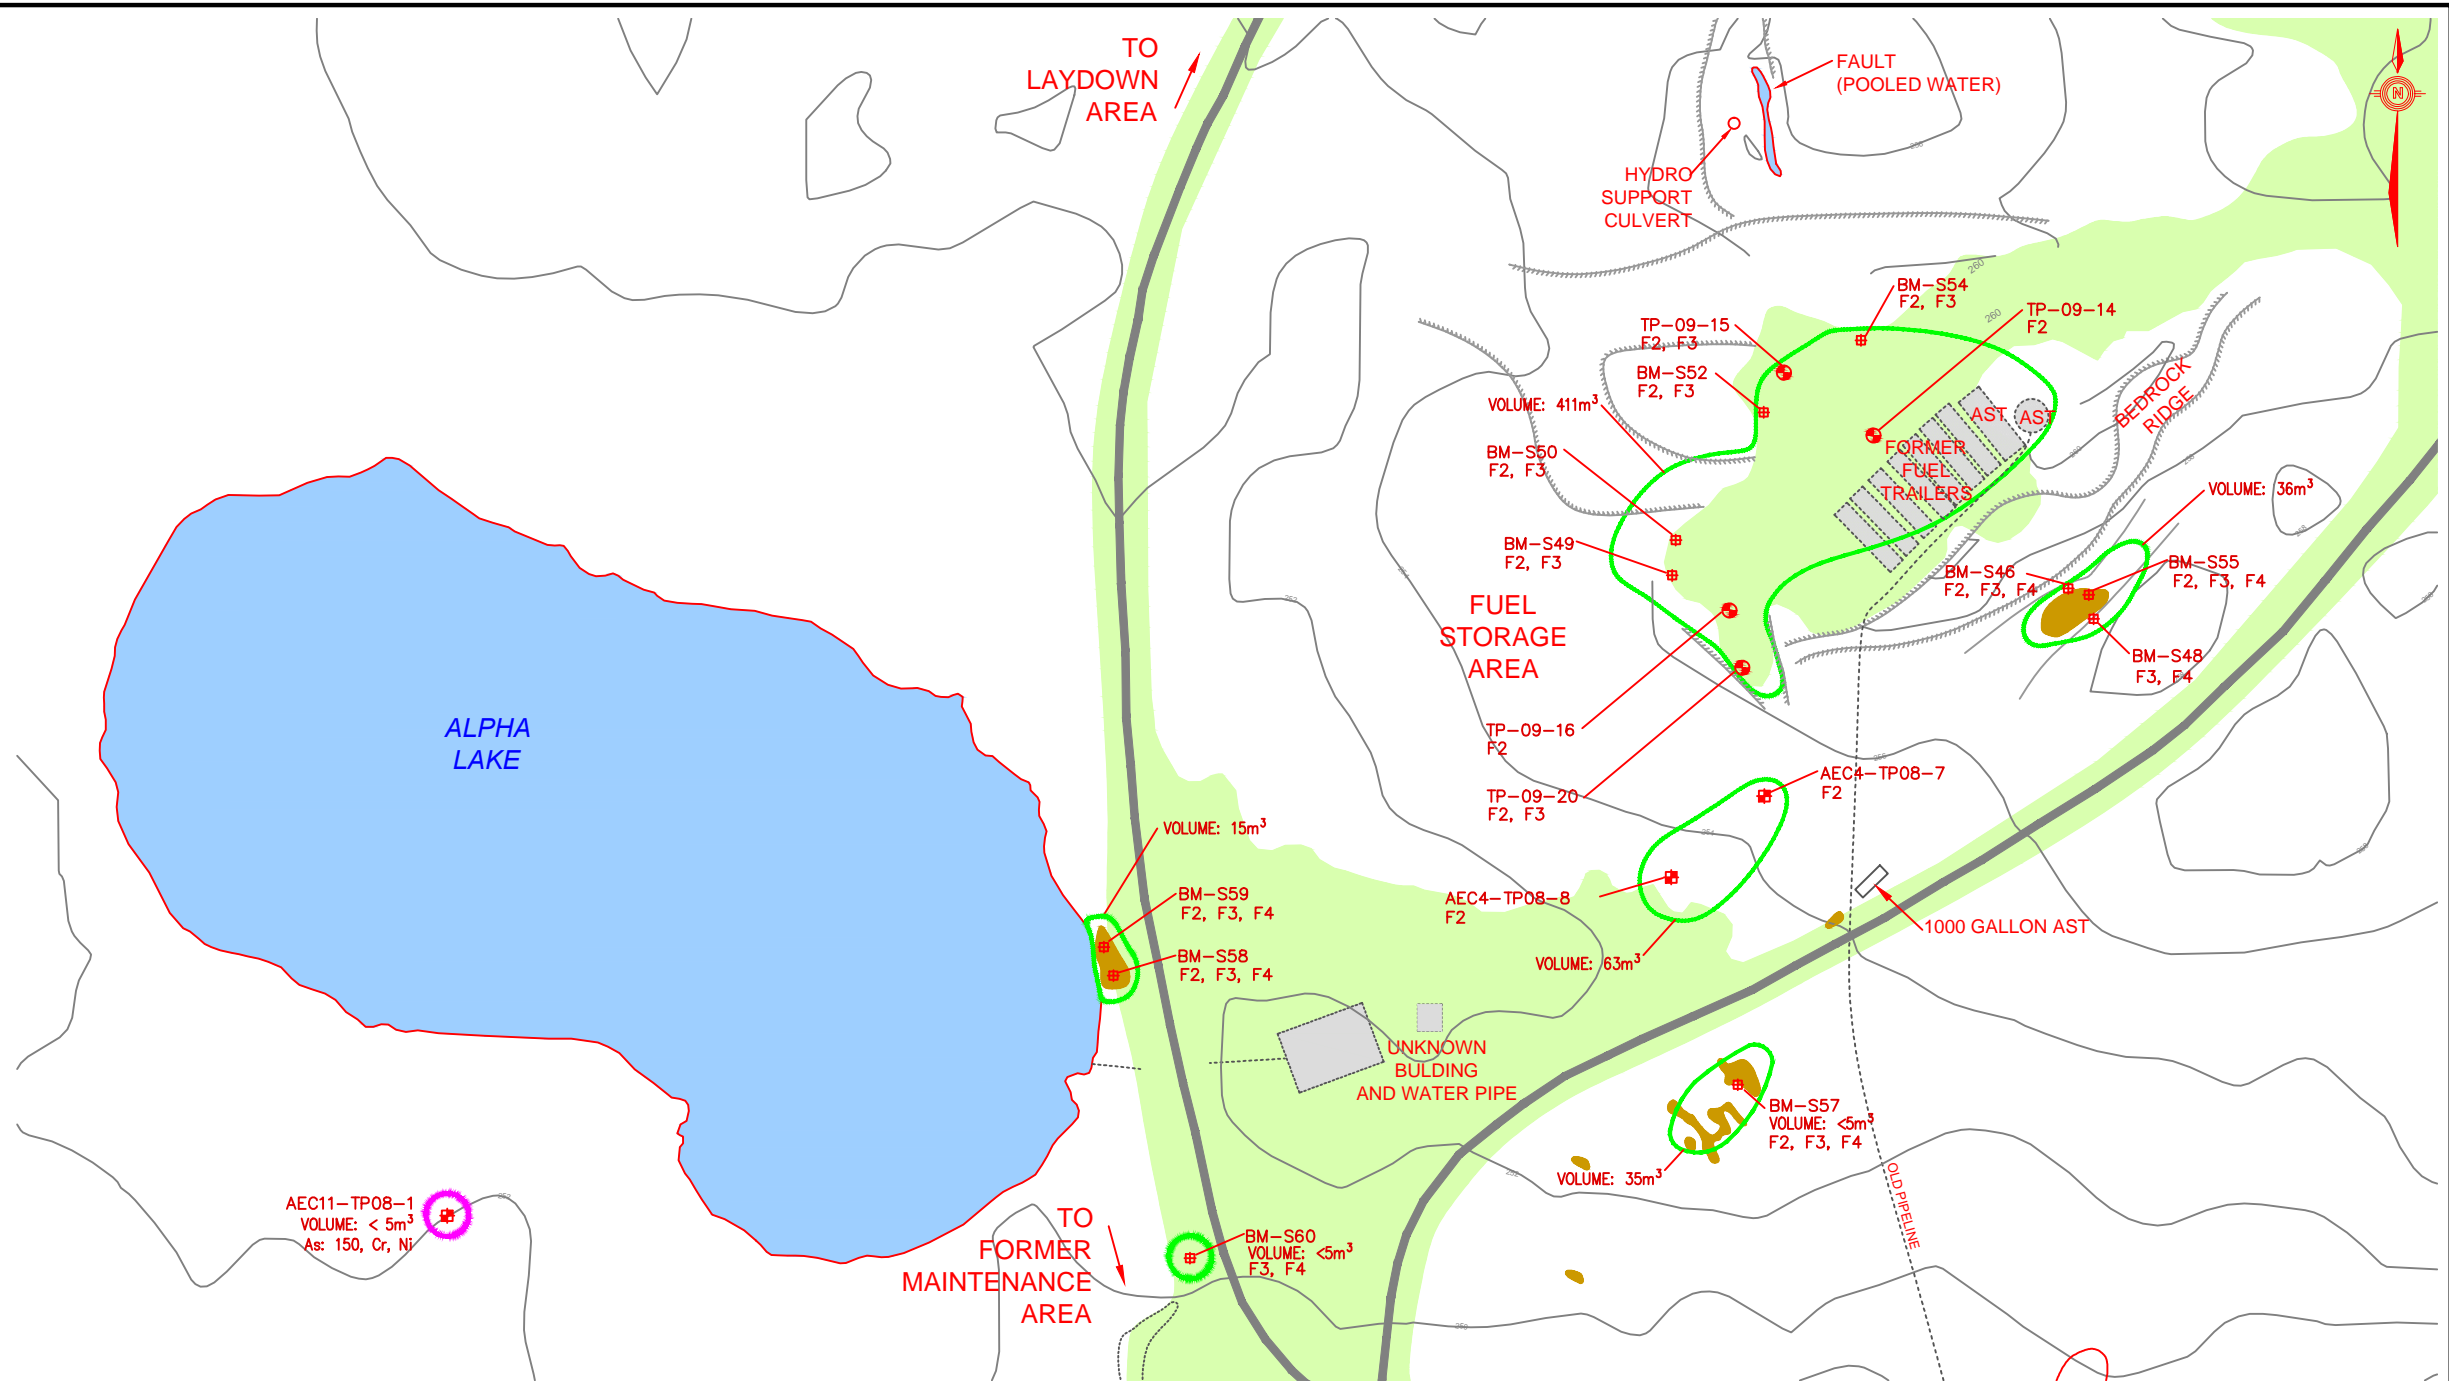 TO
LAYDOWN
AREA
FAULT
(POOLED WATER)
N
HYDRO
SUPPORT
CULVERT
260
260
BM-S54
F2, F3
TP-09-14
F2
TP-09-15
F2, F3
BM-S52
F2, F3
VOLUME: 411m³
BM-S50
F2, F3
AST
AST
FORMER
FUEL
TRAILERS
BEDROCK
RIDGE
VOLUME: 36m³
BM-S49
F2, F3
BM-S46
F2, F3, F4
BM-S55
F2, F3, F4
BM-S48
F3, F4
FUEL
STORAGE
AREA
252
ALPHA
LAKE
TP-09-16
F2
TP-09-20
F2, F3
AEC4-TP08-7
F2
VOLUME: 15m³
BM-S59
F2, F3, F4
BM-S58
F2, F3, F4
AEC4-TP08-8
F2
VOLUME: 63m³
1000 GALLON AST
UNKNOWN
BULDING
AND WATER PIPE
BM-S57
VOLUME: <5m³
F2, F3, F4
VOLUME: 35m³
OLD PIPELINE
252
AEC11-TP08-1
VOLUME: < 5m³
As: 150, Cr, Ni
TO
FORMER
MAINTENANCE
AREA
BM-S60
VOLUME: <5m³
F3, F4